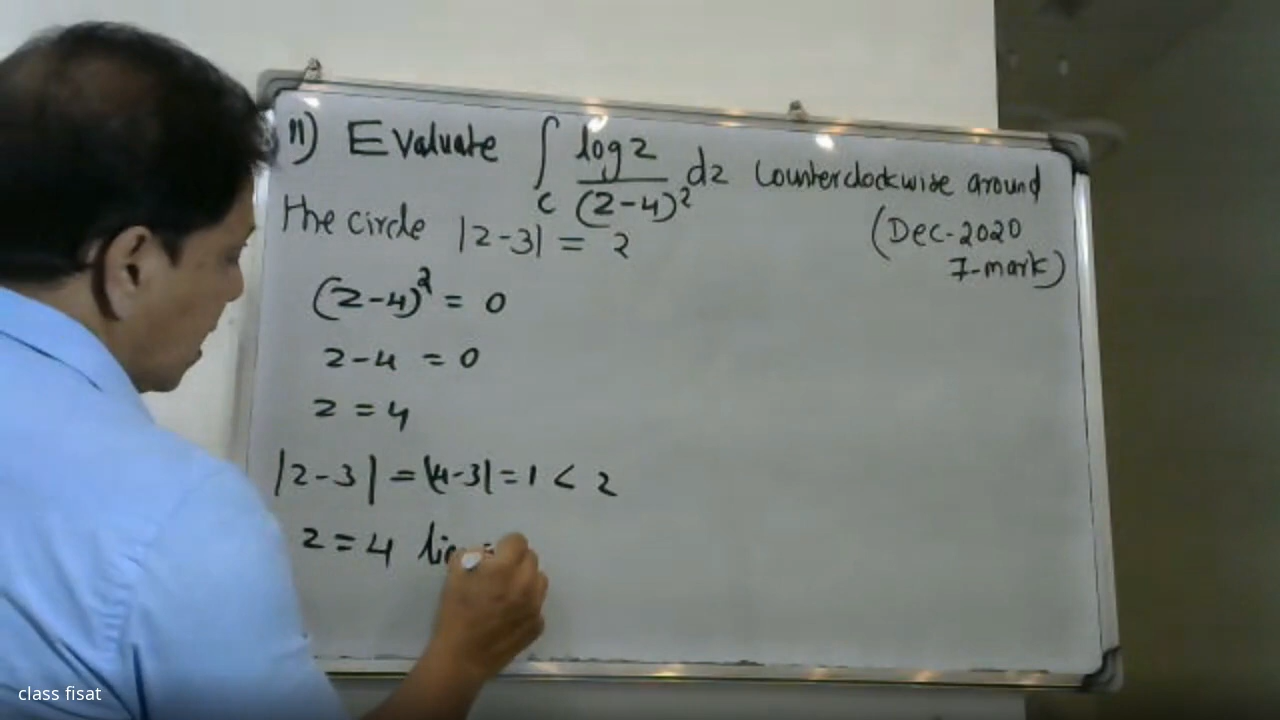 11) Evaluate ∫_C log z / (z-4)² dz Counterclockwise around
the circle |z-3| = 2
(Dec-2020
7-mark)
(z-4)² = 0
z-4 = 0
z = 4
|z-3| = |4-3| = 1 < 2
z = 4
class fisat